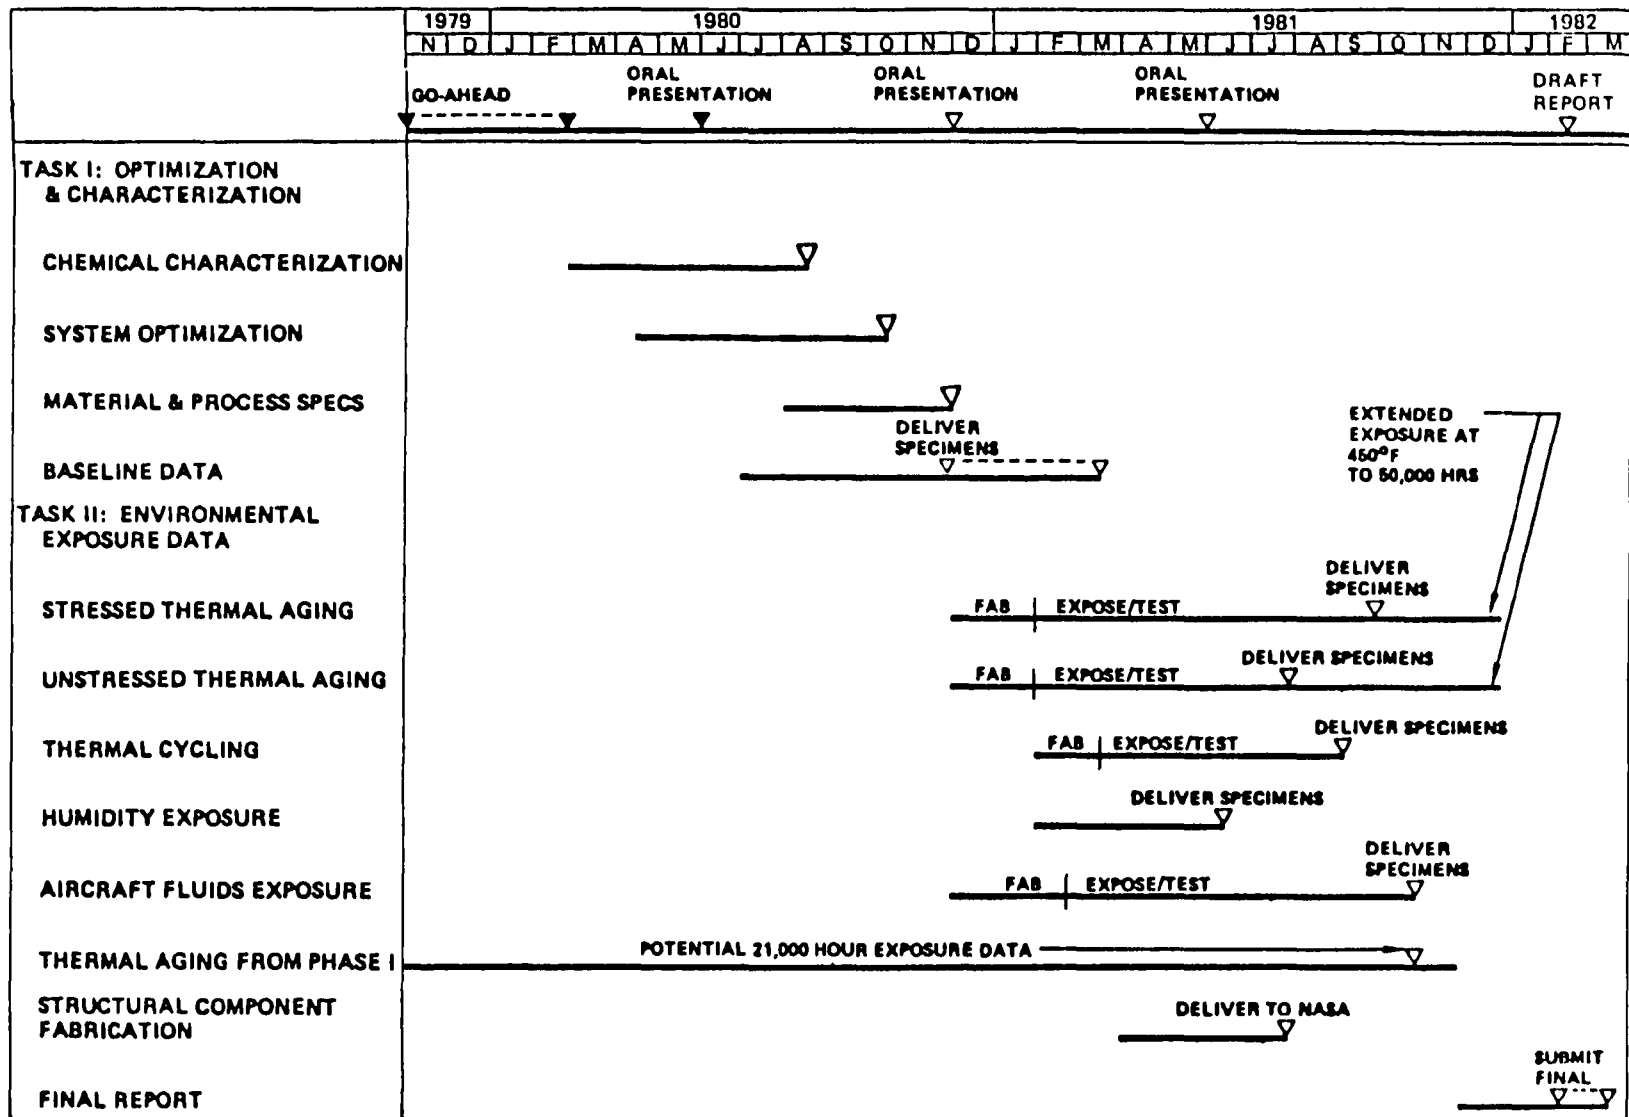 1979 1980 1981 1982
N D J F M A M J J A S O N D J F M A M J J A S O N D J F M
GO-AHEAD
ORAL
PRESENTATION
ORAL
PRESENTATION
ORAL
PRESENTATION
DRAFT
REPORT
TASK I: OPTIMIZATION
& CHARACTERIZATION
CHEMICAL CHARACTERIZATION
SYSTEM OPTIMIZATION
MATERIAL & PROCESS SPECS
DELIVER
SPECIMENS
BASELINE DATA
EXTENDED
EXPOSURE AT
450°F
TO 50,000 HRS
TASK II: ENVIRONMENTAL
EXPOSURE DATA
DELIVER
SPECIMENS
STRESSED THERMAL AGING FAB EXPOSE/TEST
DELIVER SPECIMENS
UNSTRESSED THERMAL AGING FAB EXPOSE/TEST
DELIVER SPECIMENS
THERMAL CYCLING FAB EXPOSE/TEST
DELIVER SPECIMENS
HUMIDITY EXPOSURE
DELIVER
SPECIMENS
AIRCRAFT FLUIDS EXPOSURE FAB EXPOSE/TEST
POTENTIAL 21,000 HOUR EXPOSURE DATA
THERMAL AGING FROM PHASE I
STRUCTURAL COMPONENT
FABRICATION
DELIVER TO NASA
SUBMIT
FINAL
FINAL REPORT